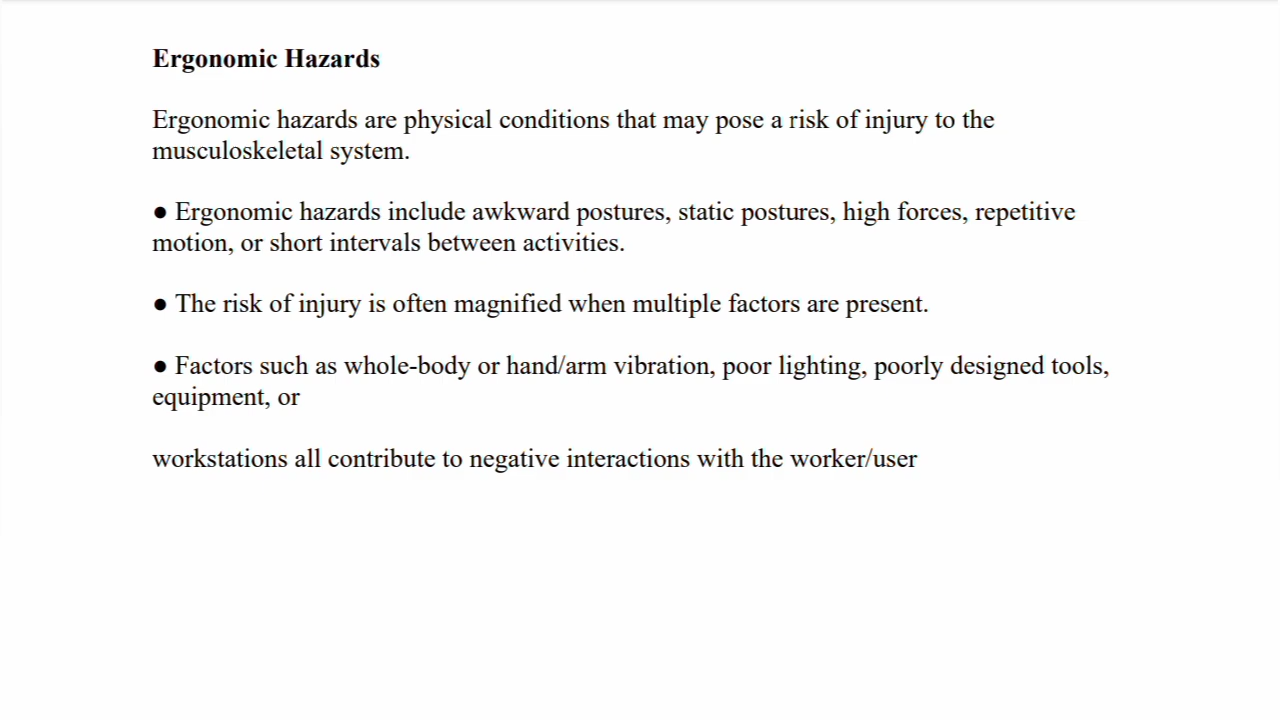 Ergonomic Hazards
Ergonomic hazards are physical conditions that may pose a risk of injury to the
musculoskeletal system.
● Ergonomic hazards include awkward postures, static postures, high forces, repetitive
motion, or short intervals between activities.
● The risk of injury is often magnified when multiple factors are present.
● Factors such as whole-body or hand/arm vibration, poor lighting, poorly designed tools,
equipment, or
workstations all contribute to negative interactions with the worker/user